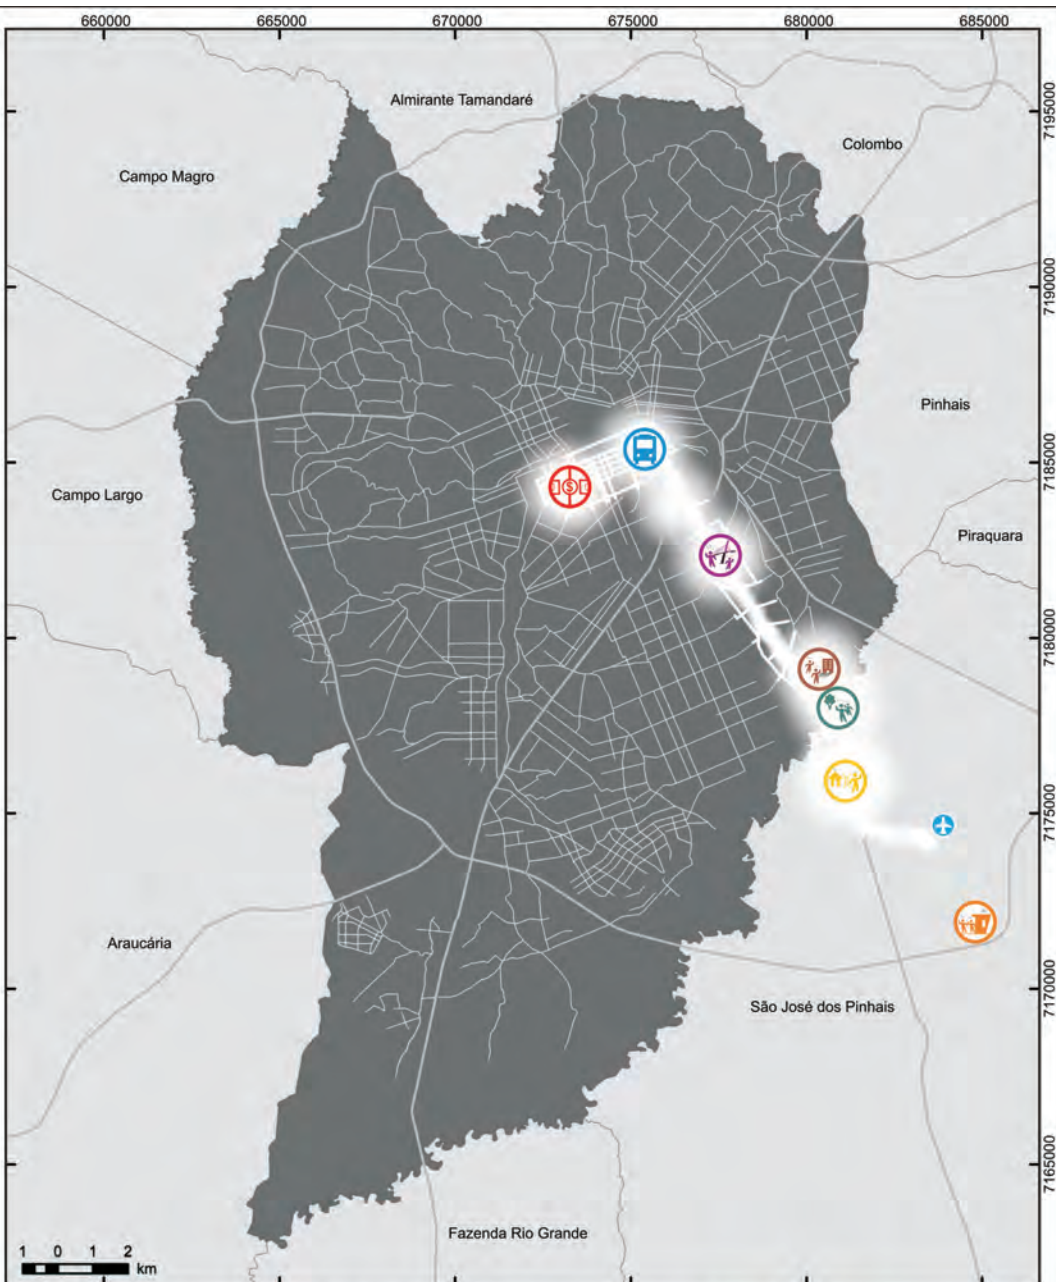 660000
665000
670000
675000
680000
685000
7195000
7190000
7185000
7180000
7175000
7170000
7165000
Almirante Tamandaré
Colombo
Campo Magro
Pinhais
Campo Largo
Piraquara
$
Araucária
São José dos Pinhais
Fazenda Rio Grande
1 0 1 2
km